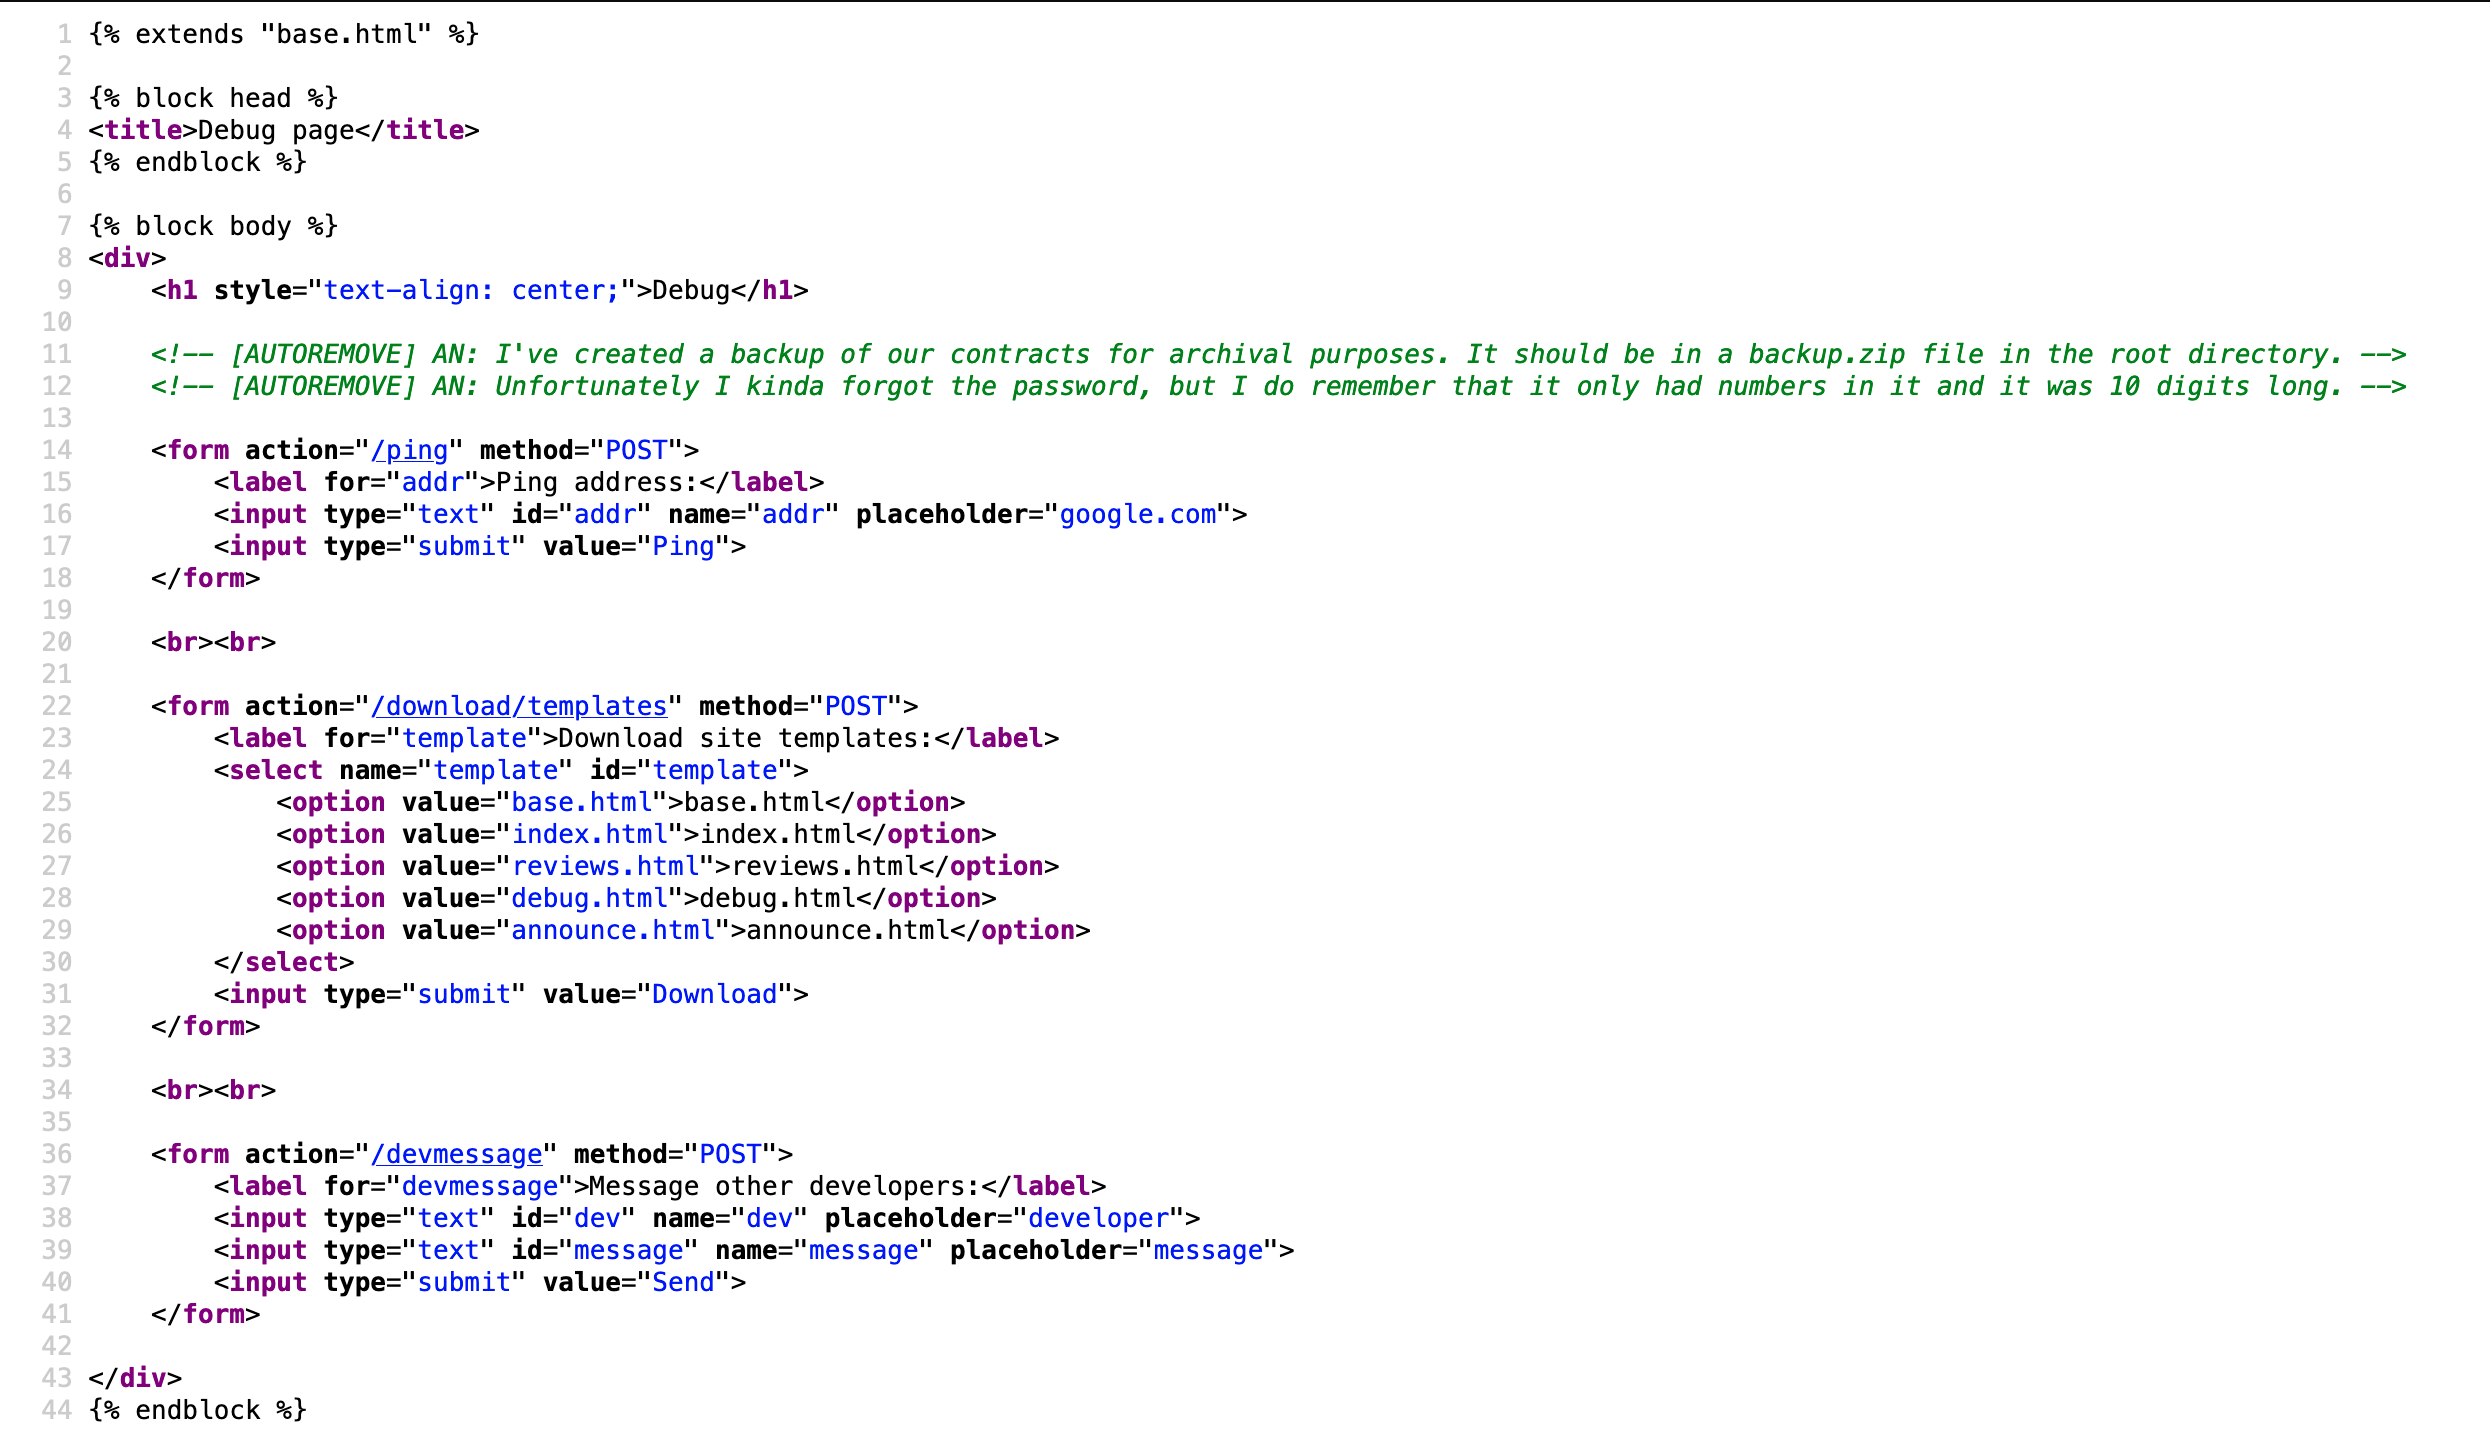 1 {% extends "base.html" %}
2
3 {% block head %}
4 <title>Debug page</title>
5 {% endblock %}
6
7 {% block body %}
8 <div>
9     <h1 style="text-align: center;">Debug</h1>
10
11     <!-- [AUTOREMOVE] AN: I've created a backup of our contracts for archival purposes. It should be in a backup.zip file in the root directory. -->
12     <!-- [AUTOREMOVE] AN: Unfortunately I kinda forgot the password, but I do remember that it only had numbers in it and it was 10 digits long. -->
13
14     <form action="/ping" method="POST">
15         <label for="addr">Ping address:</label>
16         <input type="text" id="addr" name="addr" placeholder="google.com">
17         <input type="submit" value="Ping">
18     </form>
19
20     <br><br>
21
22     <form action="/download/templates" method="POST">
23         <label for="template">Download site templates:</label>
24         <select name="template" id="template">
25             <option value="base.html">base.html</option>
26             <option value="index.html">index.html</option>
27             <option value="reviews.html">reviews.html</option>
28             <option value="debug.html">debug.html</option>
29             <option value="announce.html">announce.html</option>
30         </select>
31         <input type="submit" value="Download">
32     </form>
33
34     <br><br>
35
36     <form action="/devmessage" method="POST">
37         <label for="devmessage">Message other developers:</label>
38         <input type="text" id="dev" name="dev" placeholder="developer">
39         <input type="text" id="message" name="message" placeholder="message">
40         <input type="submit" value="Send">
41     </form>
42
43 </div>
44 {% endblock %}